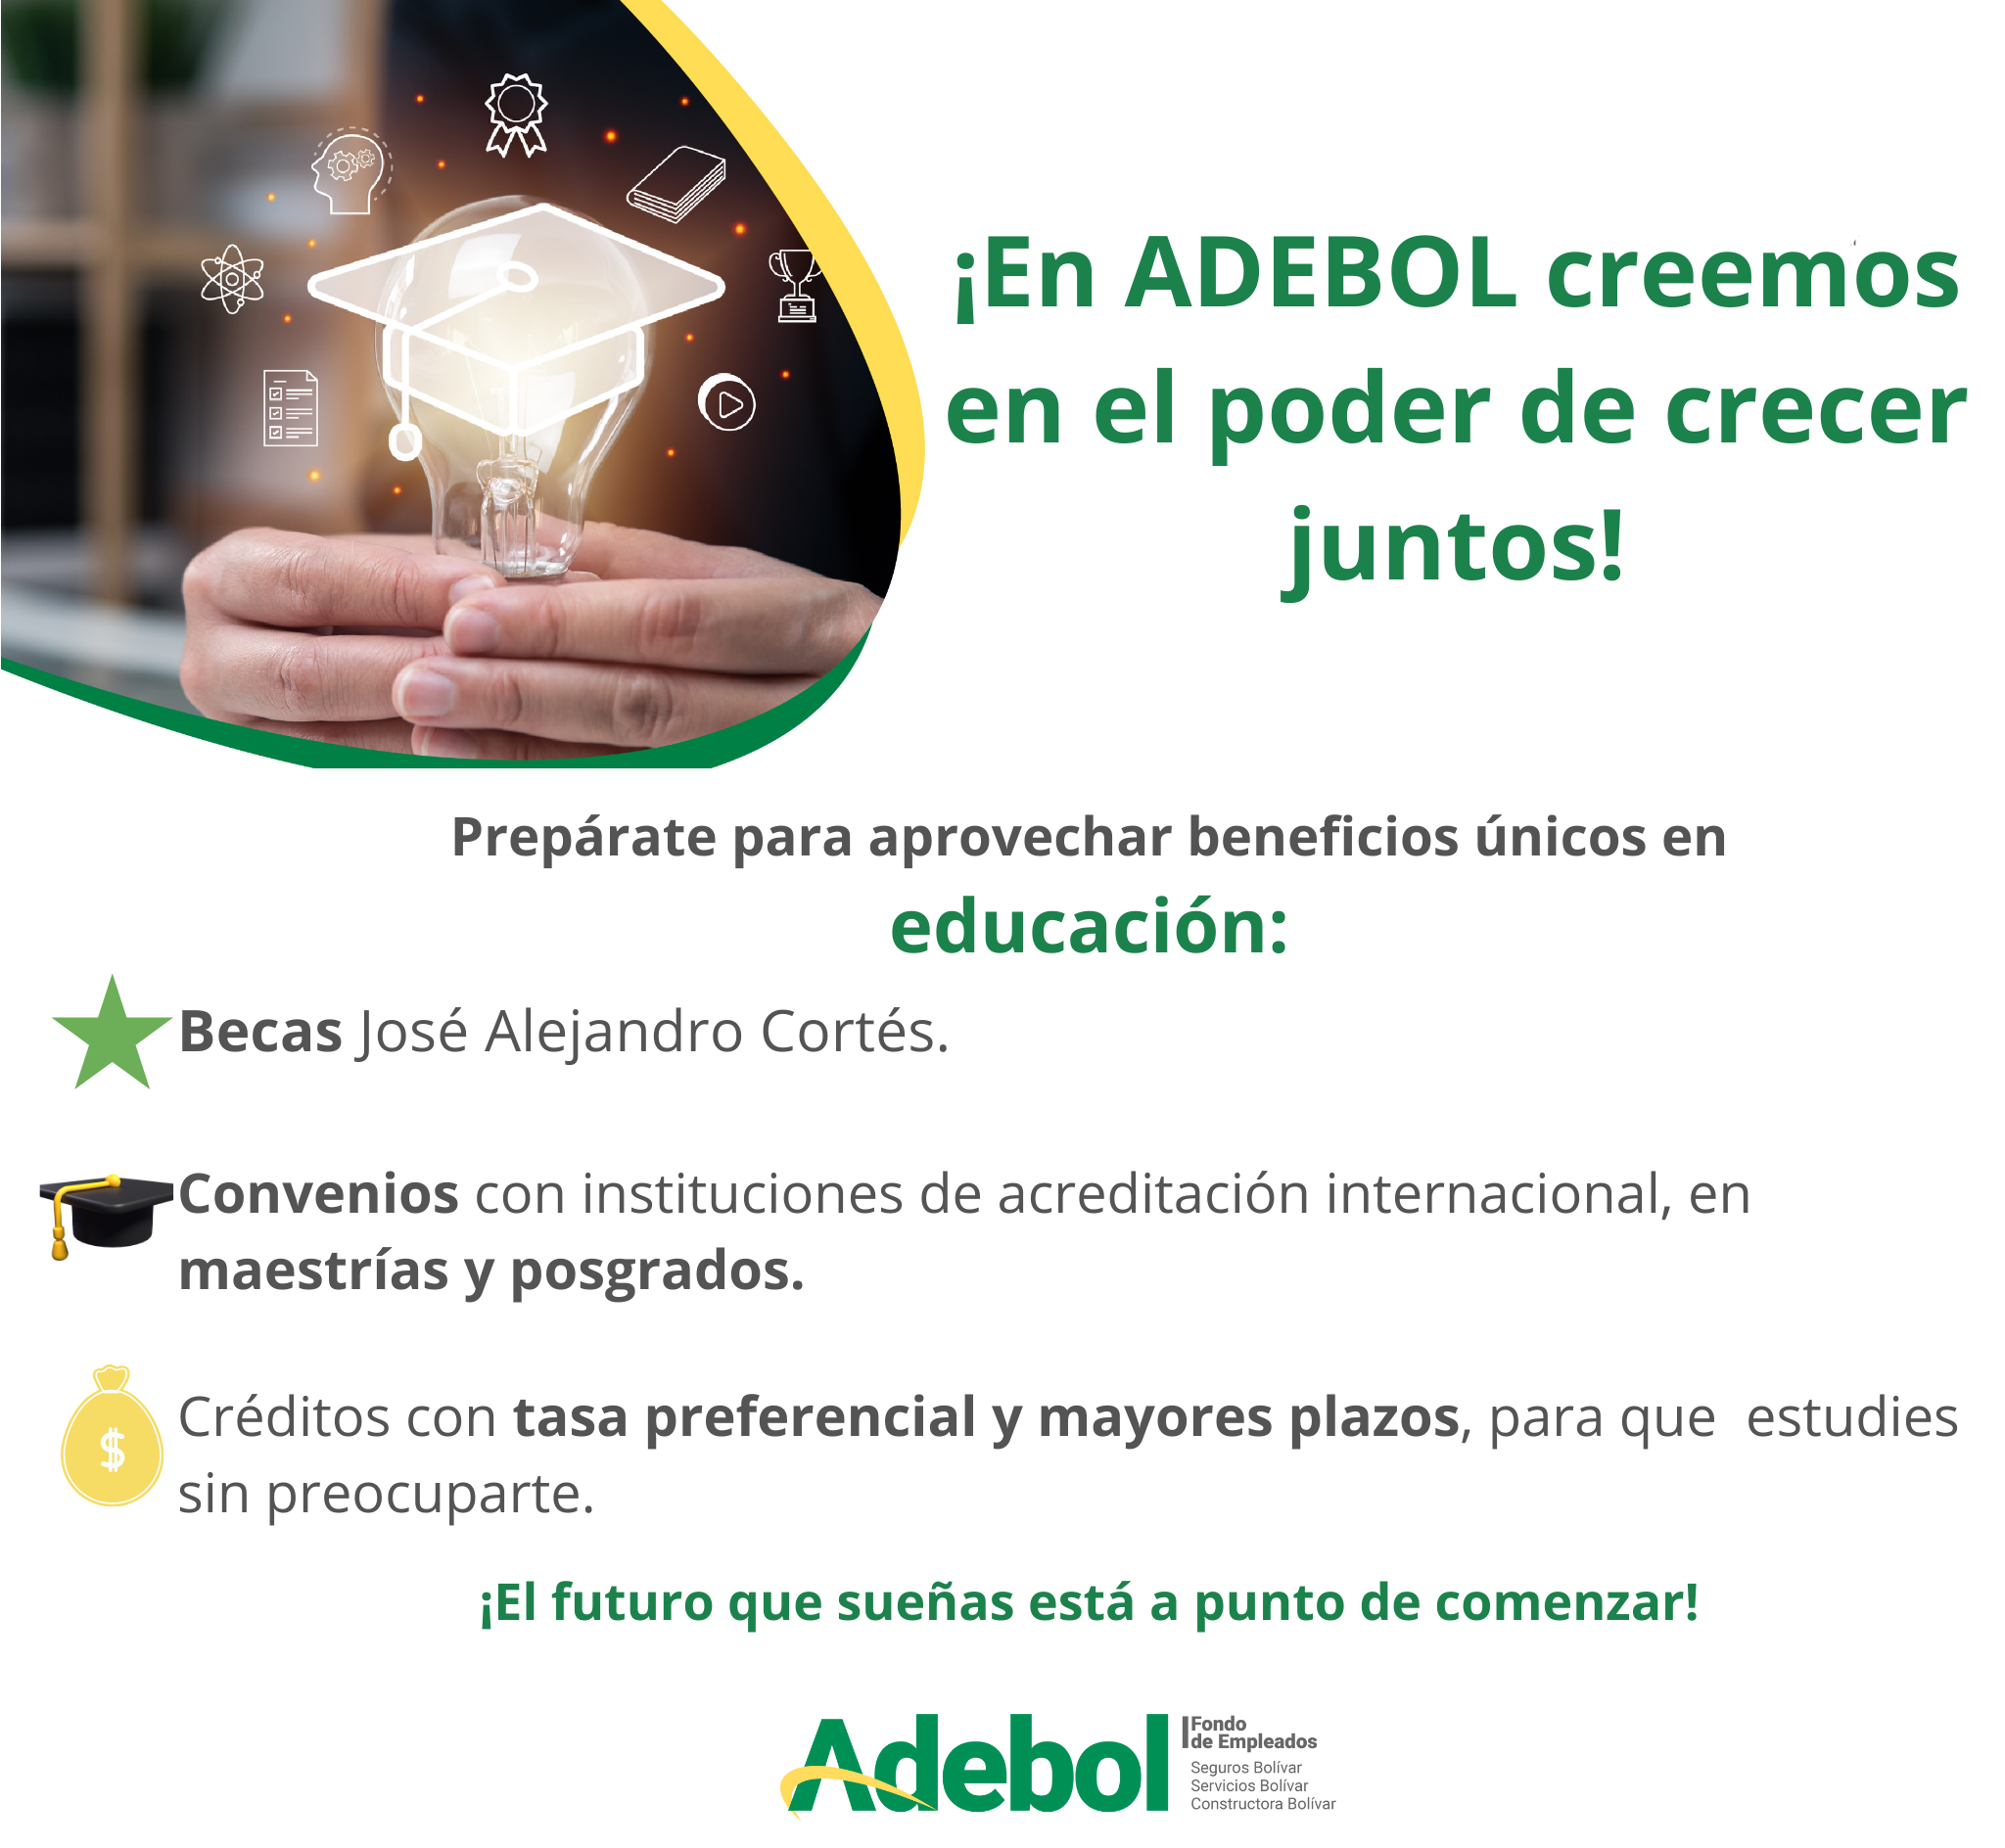 ¡En ADEBOL creemos
en el poder de crecer
juntos!
Prepárate para aprovechar beneficios únicos en
educación:
Becas José Alejandro Cortés.
Convenios con instituciones de acreditación internacional, en
maestrías y posgrados.
$
Créditos con tasa preferencial y mayores plazos, para que  estudies
sin preocuparte.
¡El futuro que sueñas está a punto de comenzar!
Adebol
Fondo
de Empleados
Seguros Bolívar
Servicios Bolívar
Constructora Bolívar